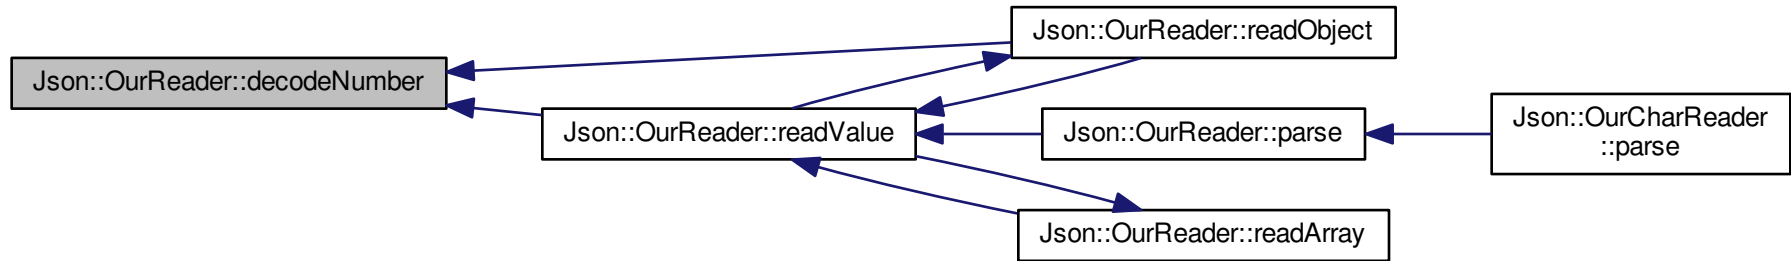 Json::OurReader::decodeNumber
Json::OurReader::readObject
Json::OurReader::readValue
Json::OurReader::parse
Json::OurCharReader
::parse
Json::OurReader::readArray